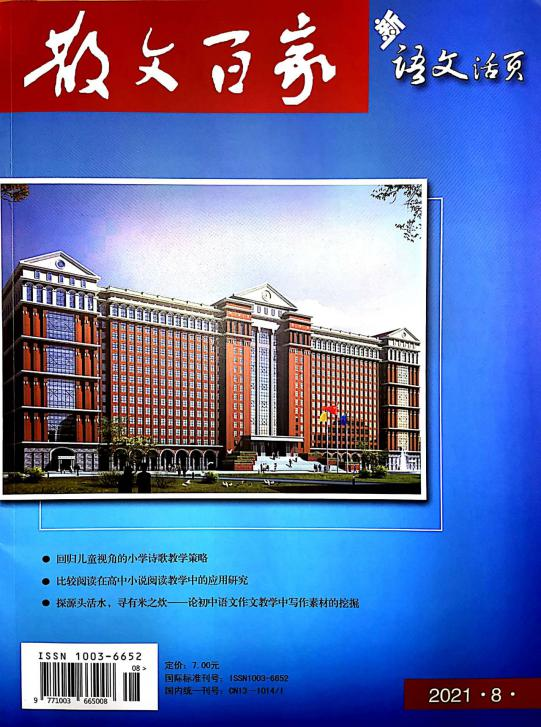 散文百家
新
语文活页
● 回归儿童视角的小学诗歌教学策略
● 比较阅读在高中小说阅读教学中的应用研究
● 探源头活水，寻有米之炊——论初中语文作文教学中写作素材的挖掘
ISSN 1003-6652
08>
9 771003 665008
定价：7.00元
国际标准刊号：ISSN1003-6652
国内统一刊号：CN13-1014/I
2021·8·